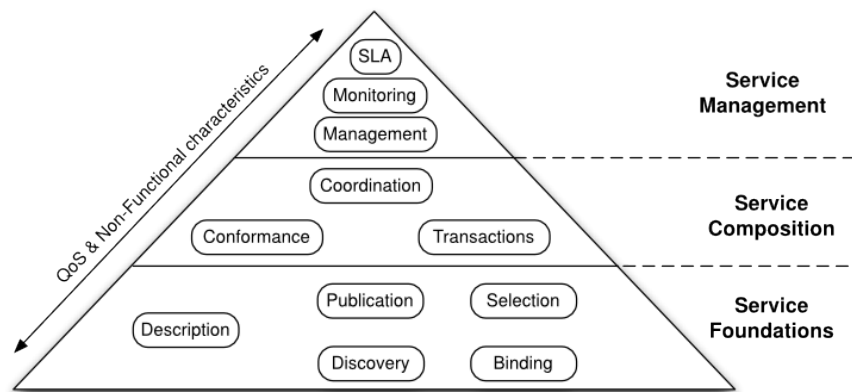 SLA
Monitoring
Management
Service
Management
QoS & Non-Functional characteristics
Coordination
Conformance
Transactions
Service
Composition
Publication
Selection
Description
Discovery
Binding
Service
Foundations